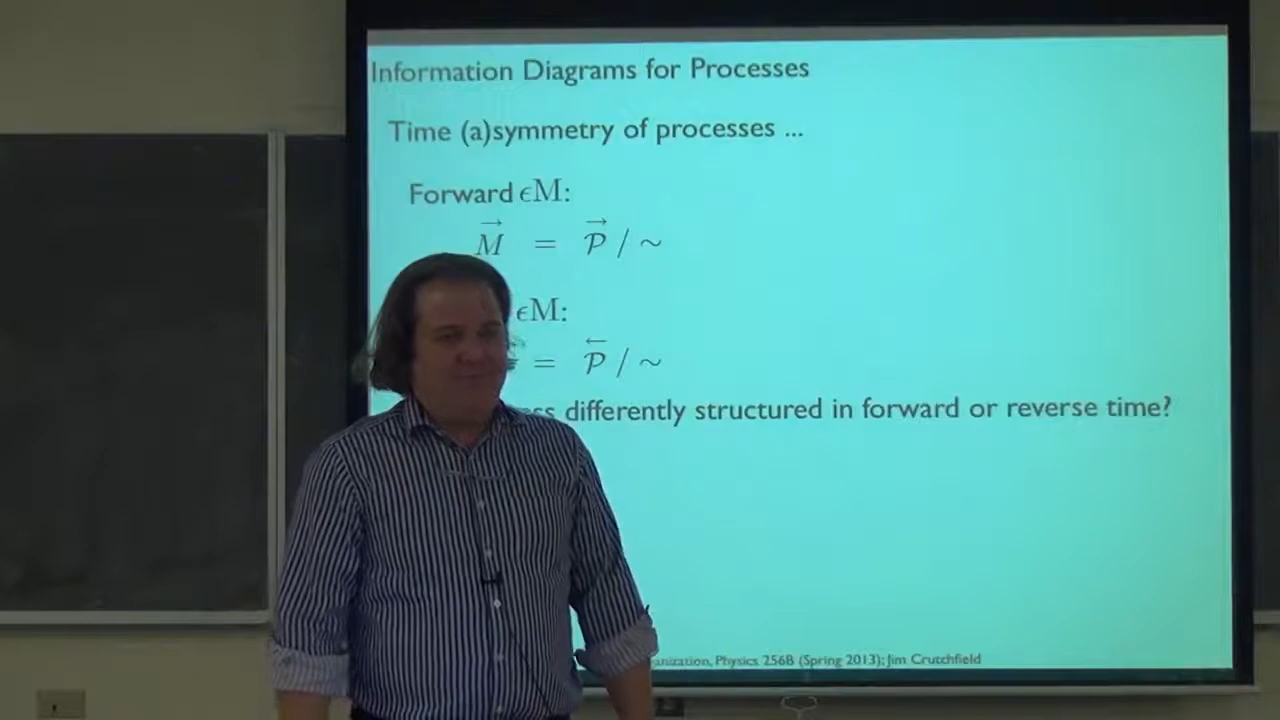 Information Diagrams for Processes
Time (a)symmetry of processes ...
Forward ϵM:
M⃗ = P⃗ / ∼
ϵM:
= P⃖ / ∼
differently structured in forward or reverse time?
Physics 256B (Spring 2013); Jim Crutchfield